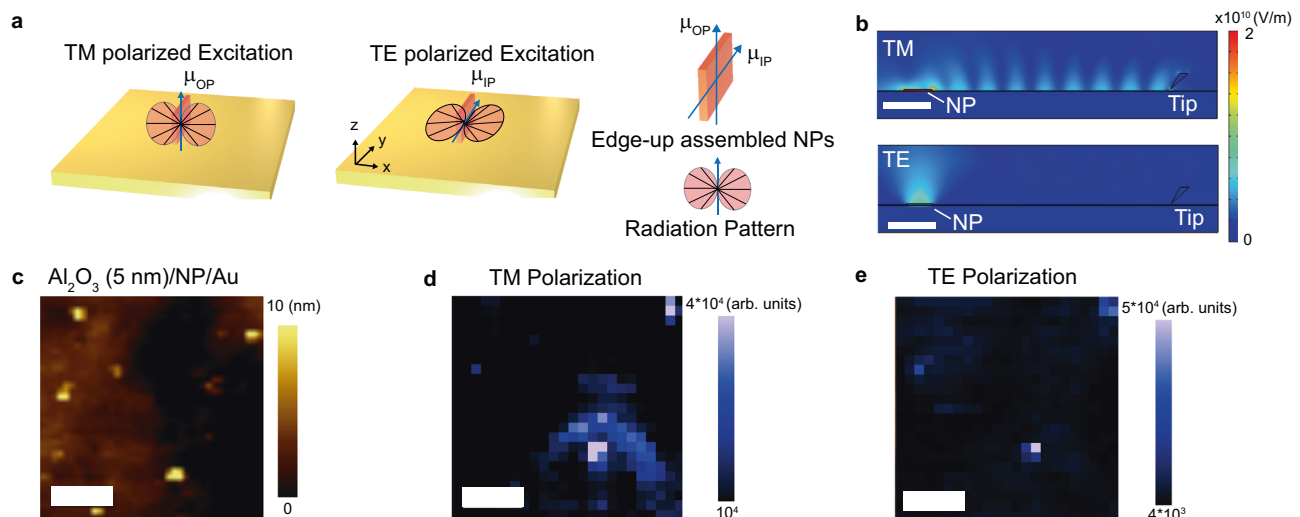 a
TM polarized Excitation
μOP
TE polarized Excitation
μIP
z
y
x
μOP
μIP
Edge-up assembled NPs
Radiation Pattern
b
x10¹⁰ (V/m)
2
TM
NP
Tip
TE
NP
Tip
0
c
Al₂O₃ (5 nm)/NP/Au
10 (nm)
0
d
TM Polarization
4*10⁴ (arb. units)
10⁴
e
TE Polarization
5*10⁴ (arb. units)
4*10³